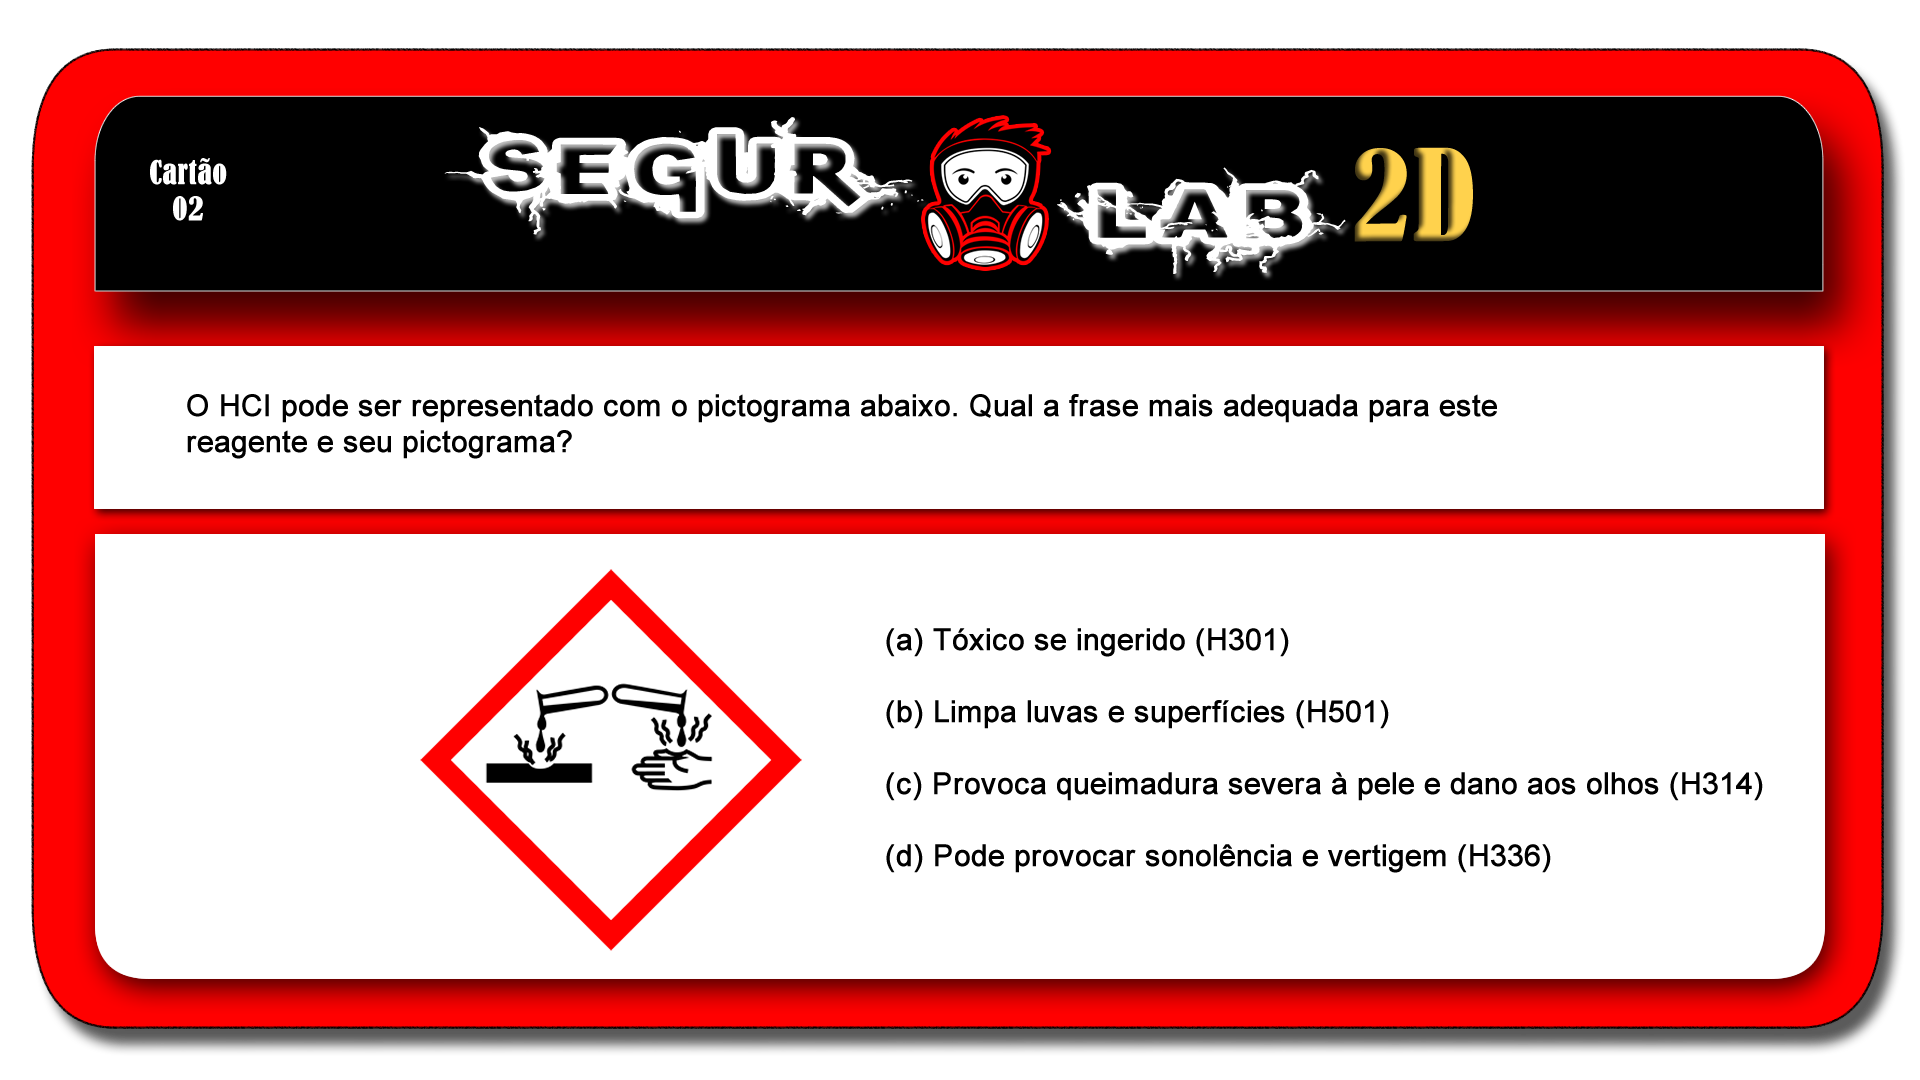 Cartão
02
SEGUR LAB 2D
O HCl pode ser representado com o pictograma abaixo. Qual a frase mais adequada para este
reagente e seu pictograma?
(a) Tóxico se ingerido (H301)
(b) Limpa luvas e superfícies (H501)
(c) Provoca queimadura severa à pele e dano aos olhos (H314)
(d) Pode provocar sonolência e vertigem (H336)